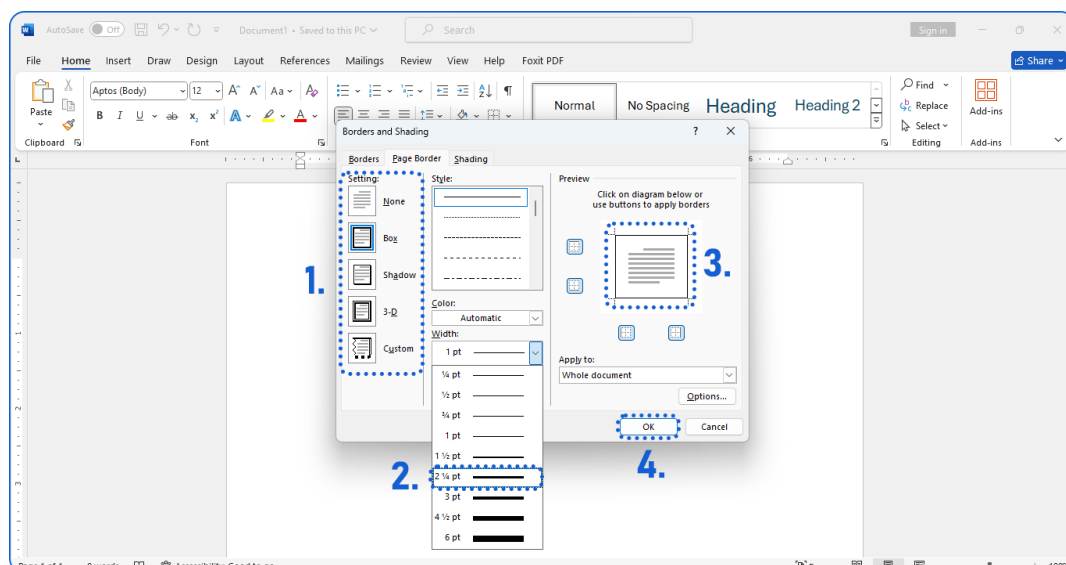 AutoSave Off Document1 • Saved to this PC Search Sign in
File Home Insert Draw Design Layout References Mailings Review View Help Foxit PDF Share
Paste
Clipboard
Aptos (Body) 12 A A Aa A
B I U ab x₂ x² A A
Font
Normal No Spacing Heading Heading 2
Find
Replace
Select
Editing
Add-ins
Add-ins
Borders and Shading ? X
Borders Page Border Shading
Setting:
None
Box
Shadow
3-D
Custom
1.
Style:
Color:
Automatic
Width:
1 pt
¼ pt
½ pt
¾ pt
1 pt
1 ½ pt
2 ¼ pt
3 pt
4 ½ pt
6 pt
2.
Preview
Click on diagram below or
use buttons to apply borders
3.
Apply to:
Whole document
Options...
OK Cancel
4.